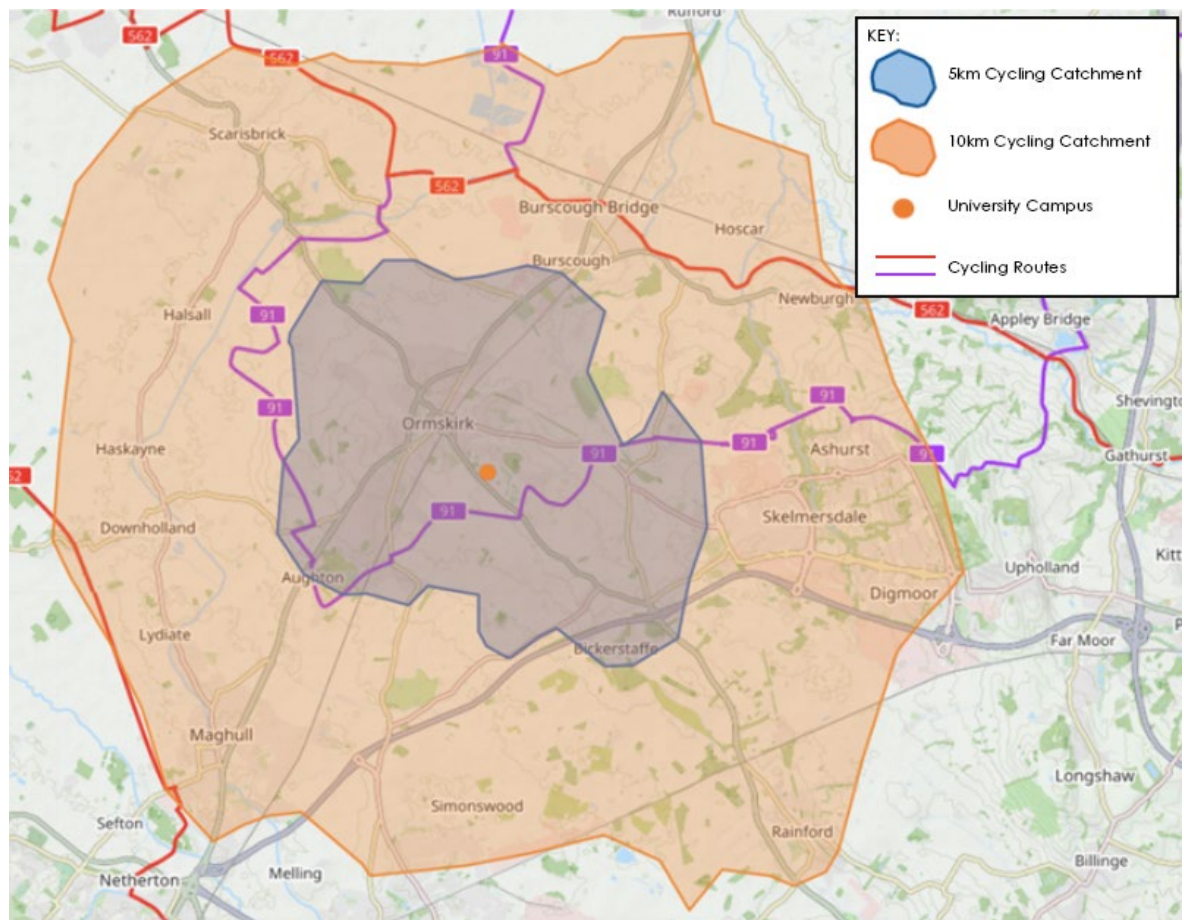 Rufford
562
91
562
KEY:
5km Cycling Catchment
10km Cycling Catchment
University Campus
Cycling Routes
Scarisbrick
562
Burscough Bridge
Hoscar
Burscough
Newburgh
562
Halsall
91
Appley Bridge
91
91
Ormskirk
Haskayne
91
91
Ashurst
91
Gathurst
91
Skelmersdale
Downholland
Aughton
Upholland
Digmoor
Lydiate
Far Moor
Bickerstaffe
Maghull
Longshaw
Simonswood
Sefton
Rainford
Billinge
Netherton
Melling